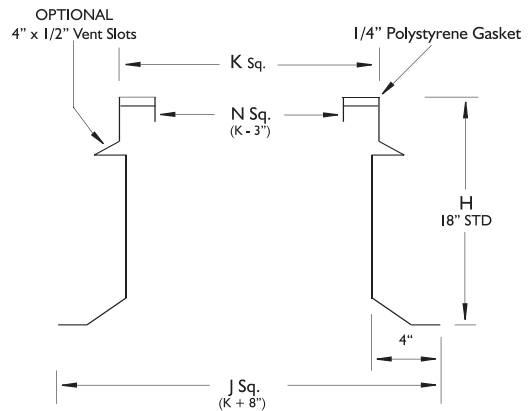 OPTIONAL
4” x 1/2” Vent Slots
1/4” Polystyrene Gasket
K Sq.
N Sq.
(K - 3”)
H
18” STD
4“
J Sq.
(K + 8”)